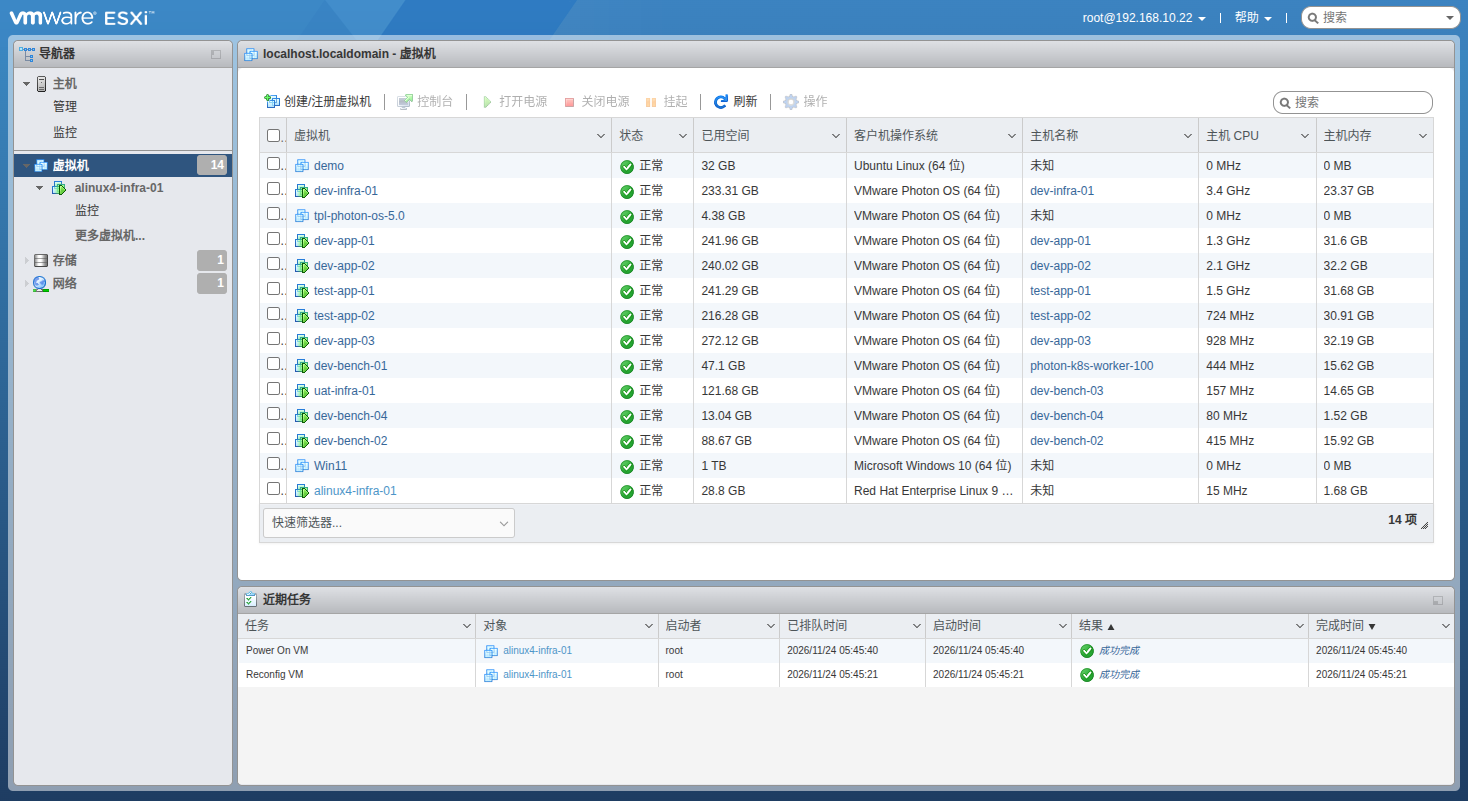 vmware ESXi™
root@192.168.10.22 | 帮助 | 搜索
导航器
主机
管理
监控
虚拟机 14
alinux4-infra-01
监控
更多虚拟机...
存储 1
网络 1
localhost.localdomain - 虚拟机
创建/注册虚拟机 | 控制台 | 打开电源 关闭电源 挂起 | 刷新 | 操作 搜索
虚拟机 状态 已用空间 客户机操作系统 主机名称 主机 CPU 主机内存
demo 正常 32 GB Ubuntu Linux (64 位) 未知 0 MHz 0 MB
dev-infra-01 正常 233.31 GB VMware Photon OS (64 位) dev-infra-01 3.4 GHz 23.37 GB
tpl-photon-os-5.0 正常 4.38 GB VMware Photon OS (64 位) 未知 0 MHz 0 MB
dev-app-01 正常 241.96 GB VMware Photon OS (64 位) dev-app-01 1.3 GHz 31.6 GB
dev-app-02 正常 240.02 GB VMware Photon OS (64 位) dev-app-02 2.1 GHz 32.2 GB
test-app-01 正常 241.29 GB VMware Photon OS (64 位) test-app-01 1.5 GHz 31.68 GB
test-app-02 正常 216.28 GB VMware Photon OS (64 位) test-app-02 724 MHz 30.91 GB
dev-app-03 正常 272.12 GB VMware Photon OS (64 位) dev-app-03 928 MHz 32.19 GB
dev-bench-01 正常 47.1 GB VMware Photon OS (64 位) photon-k8s-worker-100 444 MHz 15.62 GB
uat-infra-01 正常 121.68 GB VMware Photon OS (64 位) dev-bench-03 157 MHz 14.65 GB
dev-bench-04 正常 13.04 GB VMware Photon OS (64 位) dev-bench-04 80 MHz 1.52 GB
dev-bench-02 正常 88.67 GB VMware Photon OS (64 位) dev-bench-02 415 MHz 15.92 GB
Win11 正常 1 TB Microsoft Windows 10 (64 位) 未知 0 MHz 0 MB
alinux4-infra-01 正常 28.8 GB Red Hat Enterprise Linux 9 … 未知 15 MHz 1.68 GB
快速筛选器... 14 项
近期任务
任务 对象 启动者 已排队时间 启动时间 结果 ▲ 完成时间 ▼
Power On VM alinux4-infra-01 root 2026/11/24 05:45:40 2026/11/24 05:45:40 成功完成 2026/11/24 05:45:40
Reconfig VM alinux4-infra-01 root 2026/11/24 05:45:21 2026/11/24 05:45:21 成功完成 2026/11/24 05:45:21